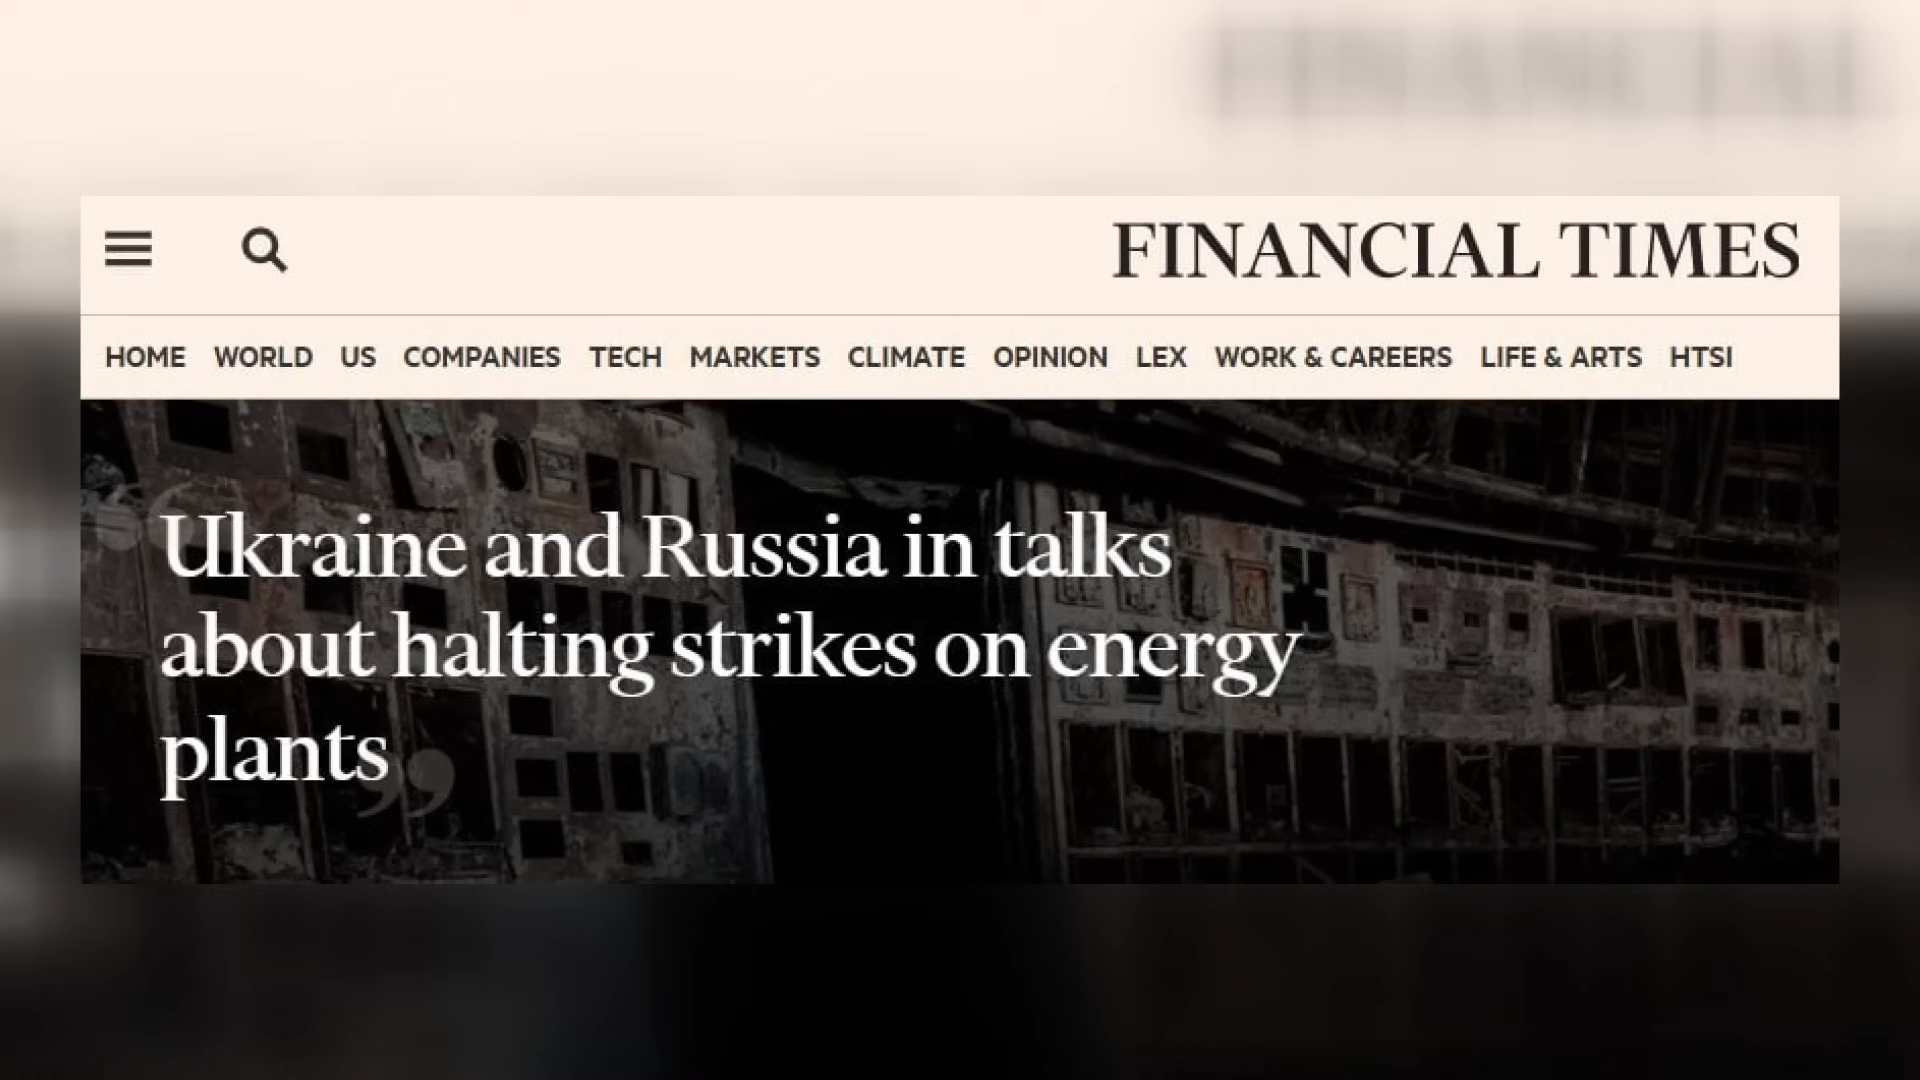 FINANCIAL
FINANCIAL TIMES
HOME WORLD US COMPANIES TECH MARKETS CLIMATE OPINION LEX WORK & CAREERS LIFE & ARTS HTSI
“Ukraine and Russia in talks
about halting strikes on energy
plants”